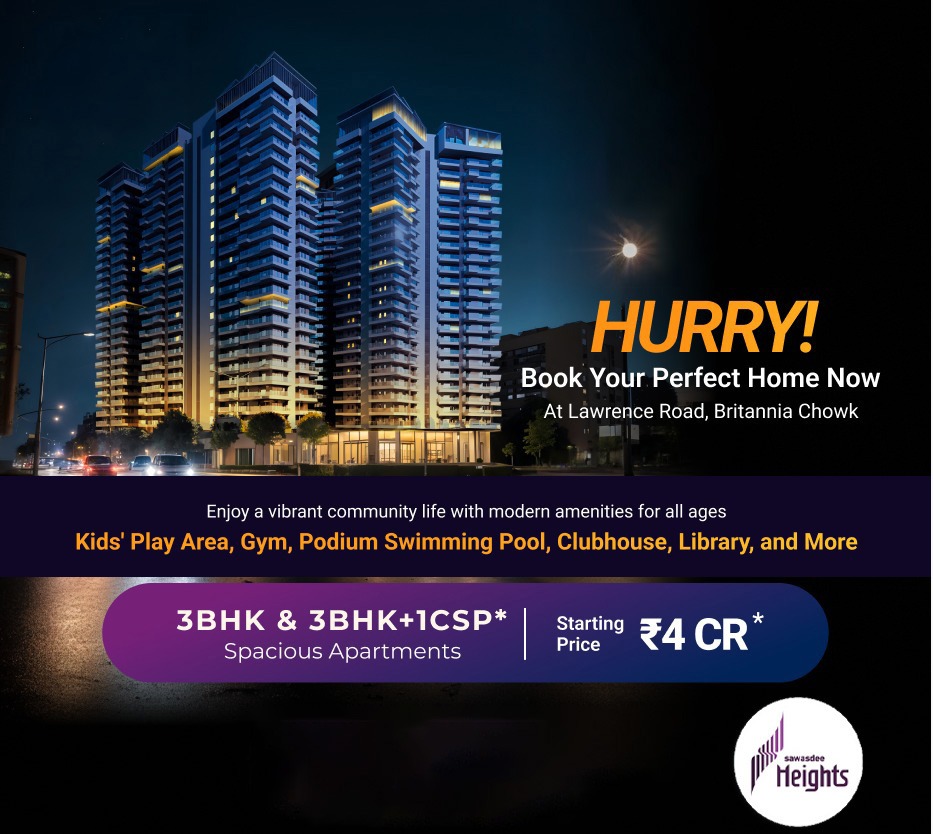 HURRY!
Book Your Perfect Home Now
At Lawrence Road, Britannia Chowk
Enjoy a vibrant community life with modern amenities for all ages
Kids' Play Area, Gym, Podium Swimming Pool, Clubhouse, Library, and More
3BHK & 3BHK+1CSP*
Spacious Apartments
Starting
Price
₹4 CR*
sawasdee
Heights